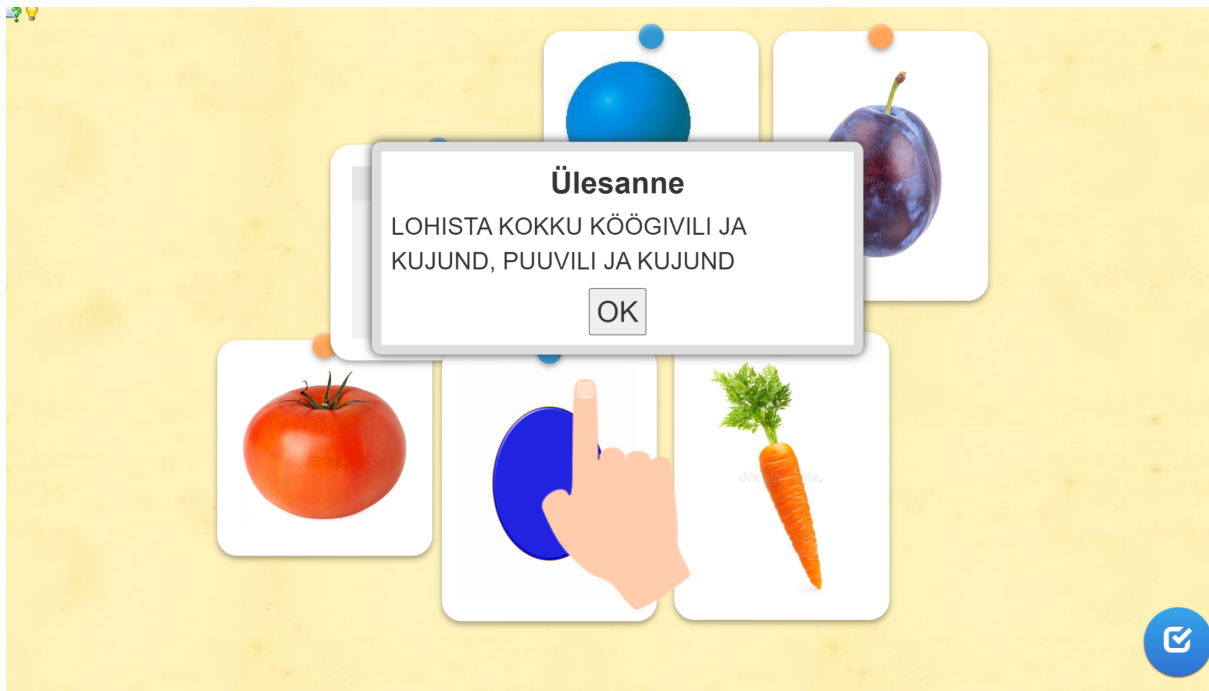 Ülesanne
LOHISTA KOKKU KÖÖGIVILI JA
KUJUND, PUUVILI JA KUJUND
OK